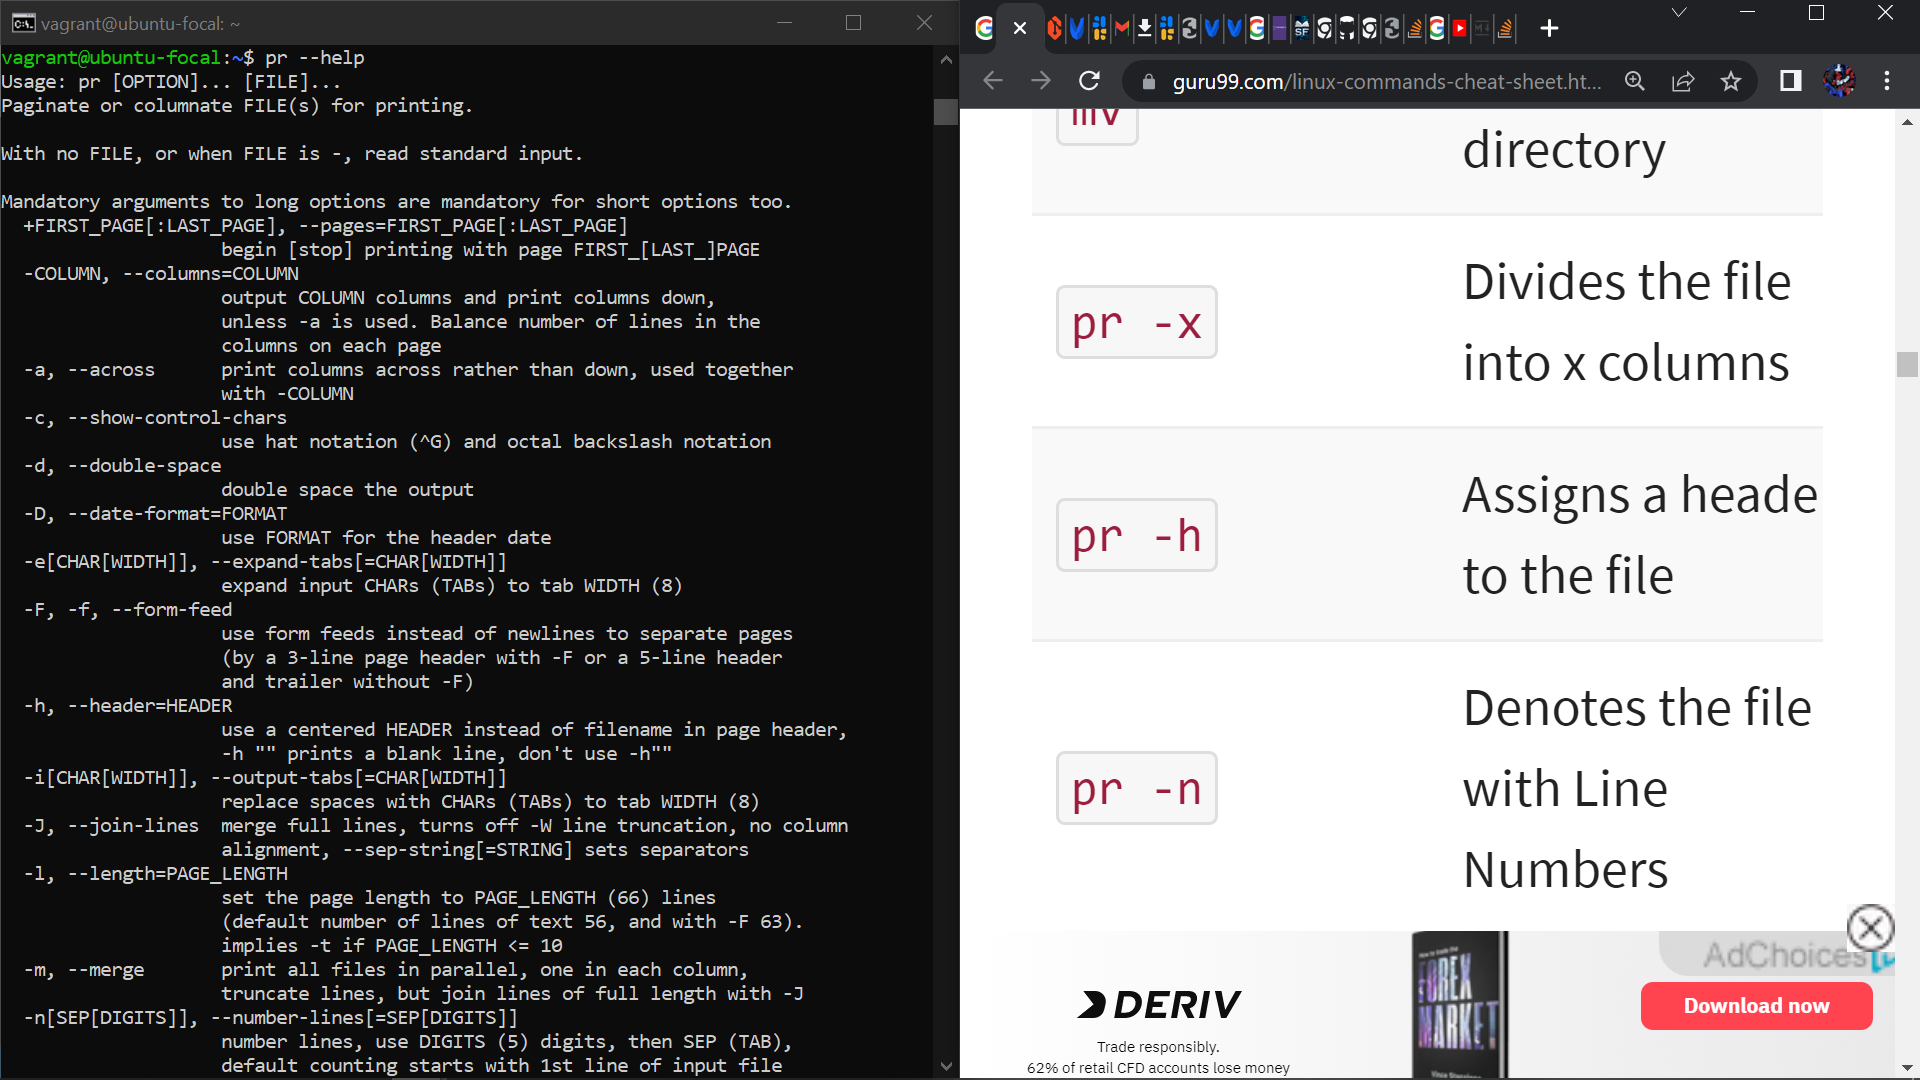 vagrant@ubuntu-focal: ~
vagrant@ubuntu-focal:~$ pr --help
Usage: pr [OPTION]... [FILE]...
Paginate or columnate FILE(s) for printing.
With no FILE, or when FILE is -, read standard input.
Mandatory arguments to long options are mandatory for short options too.
  +FIRST_PAGE[:LAST_PAGE], --pages=FIRST_PAGE[:LAST_PAGE]
                    begin [stop] printing with page FIRST_[LAST_]PAGE
  -COLUMN, --columns=COLUMN
                    output COLUMN columns and print columns down,
                    unless -a is used. Balance number of lines in the
                    columns on each page
  -a, --across      print columns across rather than down, used together
                    with -COLUMN
  -c, --show-control-chars
                    use hat notation (^G) and octal backslash notation
  -d, --double-space
                    double space the output
  -D, --date-format=FORMAT
                    use FORMAT for the header date
  -e[CHAR[WIDTH]], --expand-tabs[=CHAR[WIDTH]]
                    expand input CHARs (TABs) to tab WIDTH (8)
  -F, -f, --form-feed
                    use form feeds instead of newlines to separate pages
                    (by a 3-line page header with -F or a 5-line header
                    and trailer without -F)
  -h, --header=HEADER
                    use a centered HEADER instead of filename in page header,
                    -h "" prints a blank line, don't use -h""
  -i[CHAR[WIDTH]], --output-tabs[=CHAR[WIDTH]]
                    replace spaces with CHARs (TABs) to tab WIDTH (8)
  -J, --join-lines  merge full lines, turns off -W line truncation, no column
                    alignment, --sep-string[=STRING] sets separators
  -l, --length=PAGE_LENGTH
                    set the page length to PAGE_LENGTH (66) lines
                    (default number of lines of text 56, and with -F 63).
                    implies -t if PAGE_LENGTH <= 10
  -m, --merge       print all files in parallel, one in each column,
                    truncate lines, but join lines of full length with -J
  -n[SEP[DIGITS]], --number-lines[=SEP[DIGITS]]
                    number lines, use DIGITS (5) digits, then SEP (TAB),
                    default counting starts with 1st line of input file
guru99.com/linux-commands-cheat-sheet.ht...
mv
directory
pr -x
Divides the file
into x columns
pr -h
Assigns a heade
to the file
pr -n
Denotes the file
with Line
Numbers
AdChoices
DERIV
Trade responsibly.
62% of retail CFD accounts lose money
FOREX
MARKET
Download now